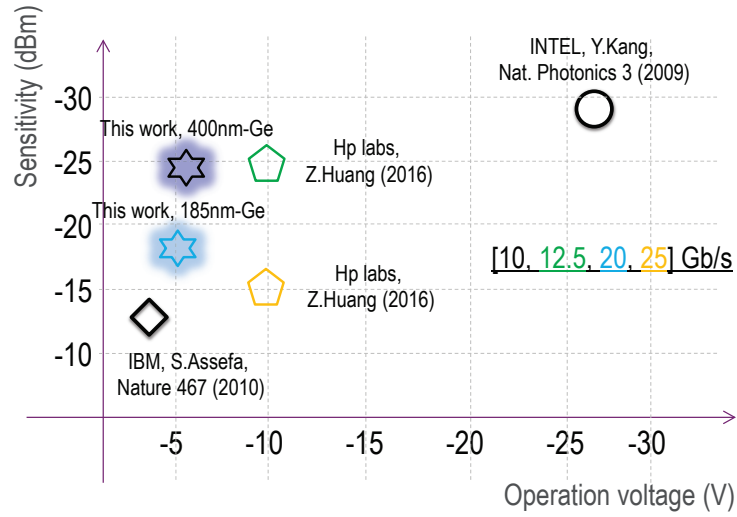 Sensitivity (dBm)
INTEL, Y.Kang,
Nat. Photonics 3 (2009)
-30
This work, 400nm-Ge
Hp labs,
Z.Huang (2016)
-25
-20
This work, 185nm-Ge
[10, 12.5, 20, 25] Gb/s
Hp labs,
Z.Huang (2016)
-15
-10
IBM, S.Assefa,
Nature 467 (2010)
-5 -10 -15 -20 -25 -30
Operation voltage (V)